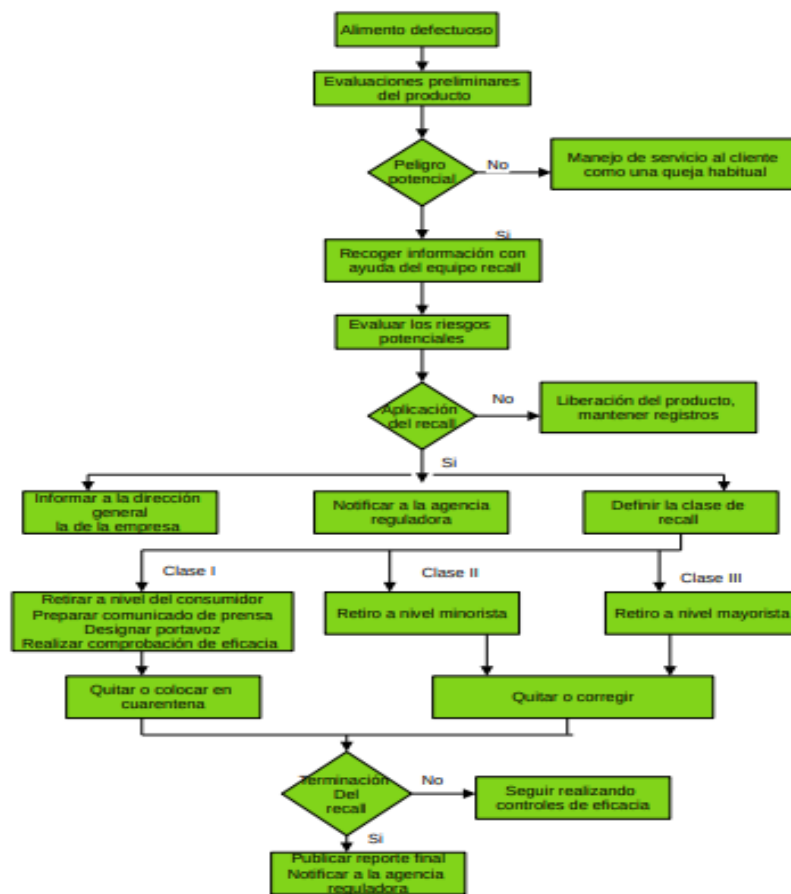 Alimento defectuoso
Evaluaciones preliminares
del producto
Peligro
potencial
No
Manejo de servicio al cliente
como una queja habitual
Si
Recoger información con
ayuda del equipo recall
Evaluar los riesgos
potenciales
Aplicación
del recall
No
Liberación del producto,
mantener registros
Si
Informar a la dirección
general
la de la empresa
Notificar a la agencia
reguladora
Definir la clase de
recall
Clase I
Clase II
Clase III
Retirar a nivel del consumidor
Preparar comunicado de prensa
Designar portavoz
Realizar comprobación de eficacia
Retiro a nivel minorista
Retiro a nivel mayorista
Quitar o colocar en
cuarentena
Quitar o corregir
Terminación
Del
recall
No
Seguir realizando
controles de eficacia
Si
Publicar reporte final
Notificar a la agencia
reguladora